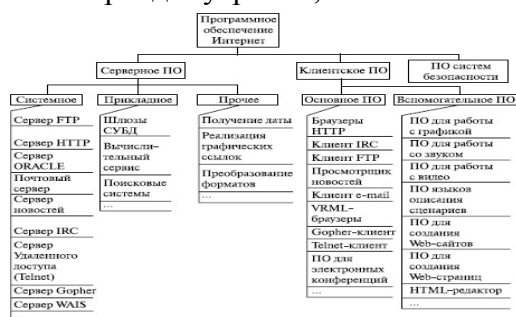 Программное
обеспечение
Интернет
Серверное ПО
Клиентское ПО
ПО систем
безопасности
Системное
Прикладное
Прочее
Основное ПО
Вспомогательное ПО
Сервер FTP
Сервер HTTP
Сервер
ORACLE
Почтовый
сервер
Сервер
новостей
Сервер IRC
Сервер
Удаленного
доступа
(Telnet)
Сервер Gopher
Сервер WAIS
Шлюзы
СУБД
Вычисли-
тельный
сервис
Поисковые
системы
...
Получение даты
Реализация
графических
ссылок
Преобразование
форматов
...
Браузеры
HTTP
Клиент IRC
Клиент FTP
Просмотрщик
новостей
Клиент e-mail
VRML-
браузеры
Gopher-клиент
Telnet-клиент
ПО для
электронных
конференций
...
ПО для работы
с графикой
ПО для работы
со звуком
ПО для работы
с видео
ПО языков
описания
сценариев
ПО для
создания
Web-сайтов
ПО для
создания
Web-страниц
HTML-редактор
...